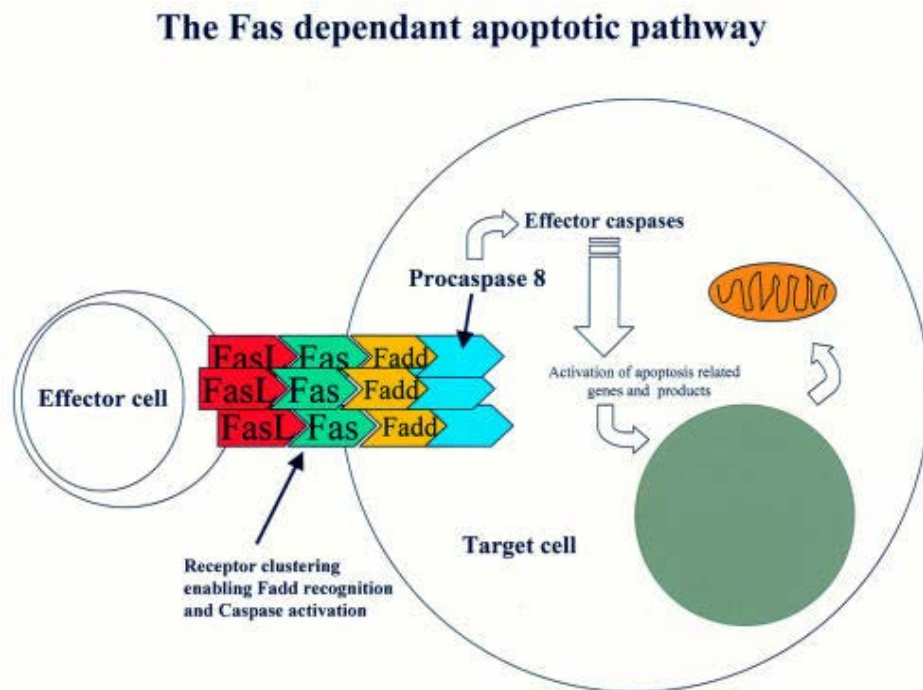 The Fas dependant apoptotic pathway
Effector caspases
Procaspase 8
FasL Fas Fadd
FasL Fas Fadd
FasL Fas Fadd
Activation of apoptosis related
genes and products
Effector cell
Target cell
Receptor clustering
enabling Fadd recognition
and Caspase activation